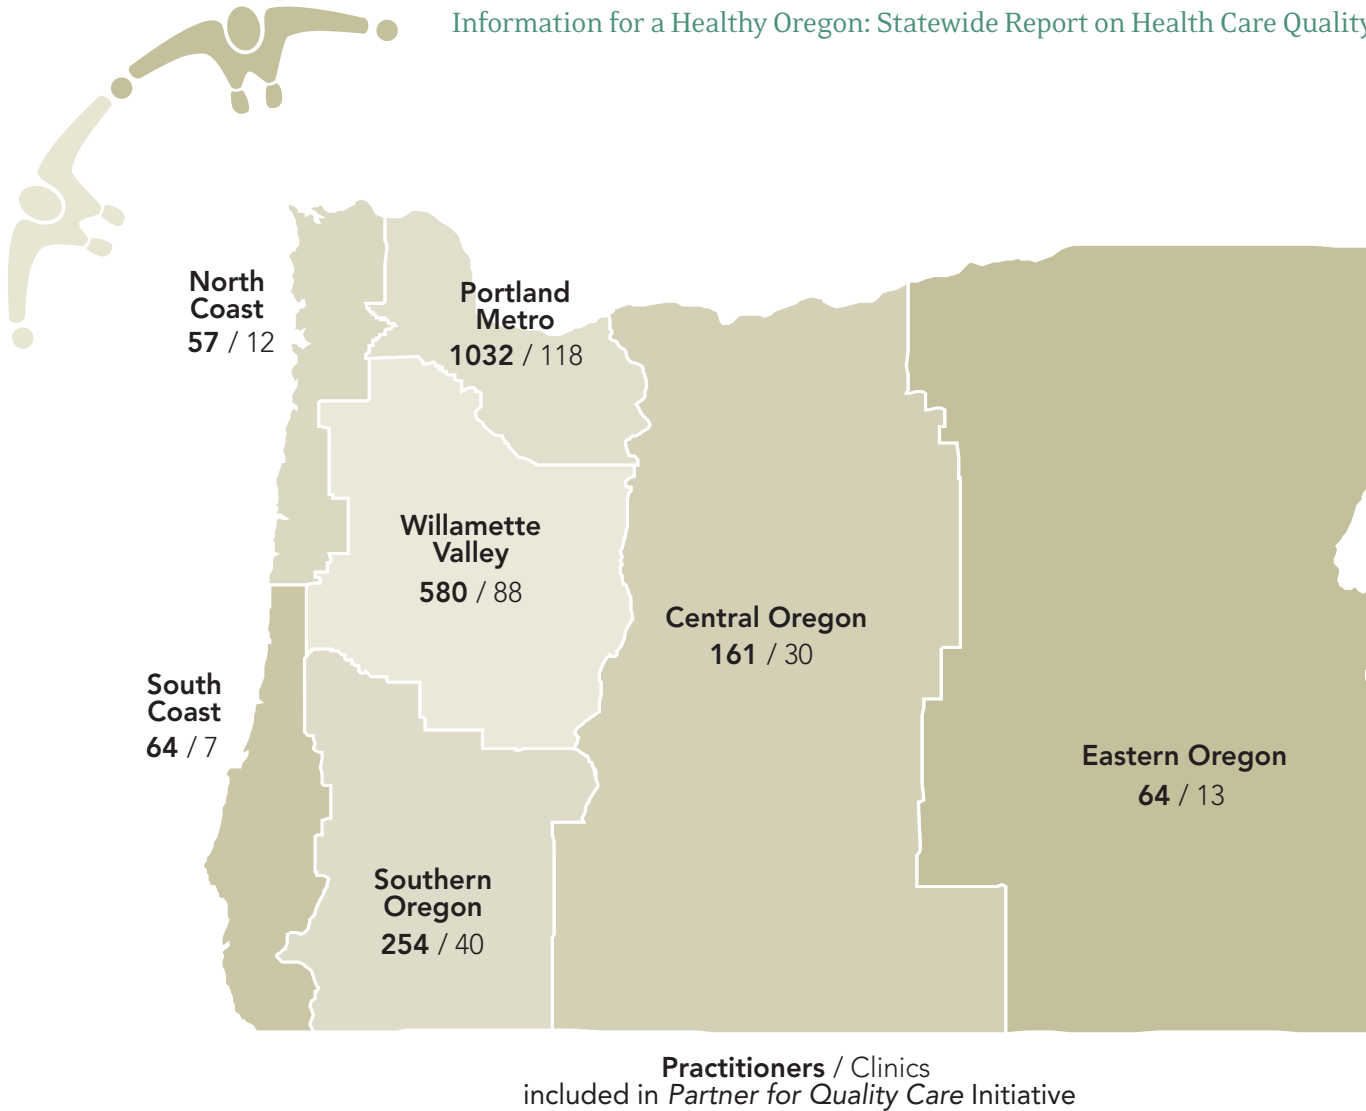 Information for a Healthy Oregon: Statewide Report on Health Care Quality
North
Coast
57 / 12
Portland
Metro
1032 / 118
Willamette
Valley
580 / 88
Central Oregon
161 / 30
South
Coast
64 / 7
Eastern Oregon
64 / 13
Southern
Oregon
254 / 40
Practitioners / Clinics
included in Partner for Quality Care Initiative